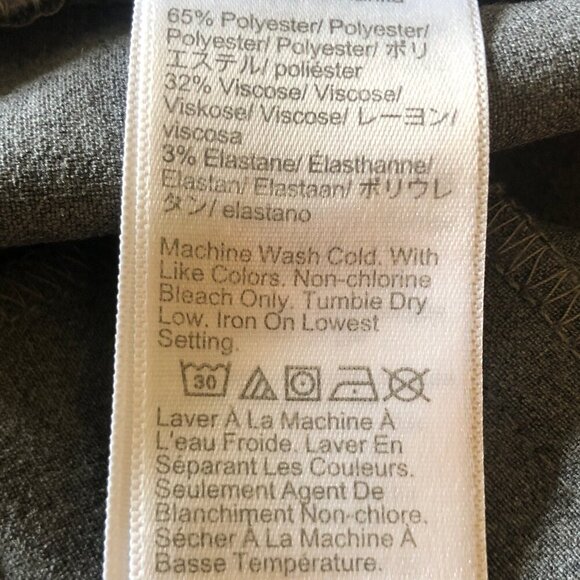 65% Polyester/ Polyester/
Polyester/ Polyester/ ポリ
エステル/ poliéster
32% Viscose/ Viscose/
Viskose/ Viscose/ レーヨン/
viscosa
3% Elastane/ Élasthanne/
Elastan/ Elastaan/ ポリウレ
タン/ elastano
Machine Wash Cold. With
Like Colors. Non-chlorine
Bleach Only. Tumble Dry
Low. Iron On Lowest
Setting.
30
Laver À La Machine À
L'eau Froide. Laver En
Séparant Les Couleurs.
Seulement Agent De
Blanchiment Non-chlore.
Sécher À La Machine À
Basse Température.